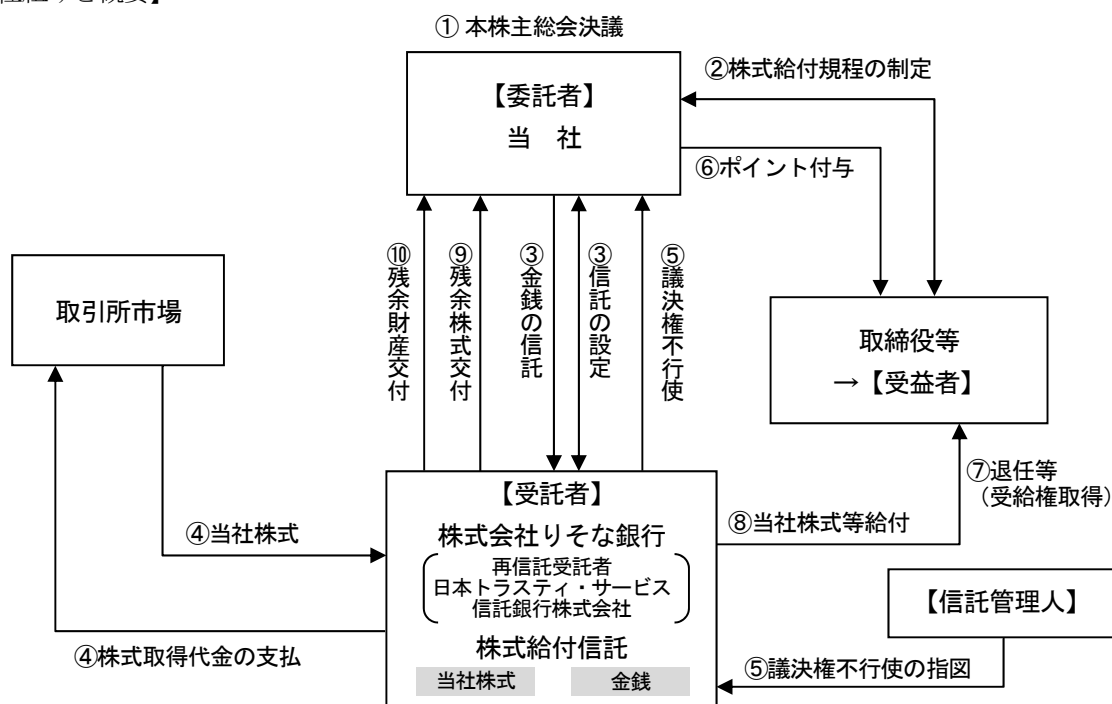 ① 本株主総会決議
②株式給付規程の制定
【委託者】
当 社
⑥ポイント付与
取引所市場
⑩残余財産交付
⑨残余株式交付
③金銭の信託
③信託の設定
⑤議決権不行使
取締役等
→【受益者】
⑦退任等
(受給権取得)
④当社株式
【受託者】
株式会社りそな銀行
再信託受託者
日本トラスティ・サービス
信託銀行株式会社
株式給付信託
当社株式
金銭
⑧当社株式等給付
【信託管理人】
④株式取得代金の支払
⑤議決権不行使の指図